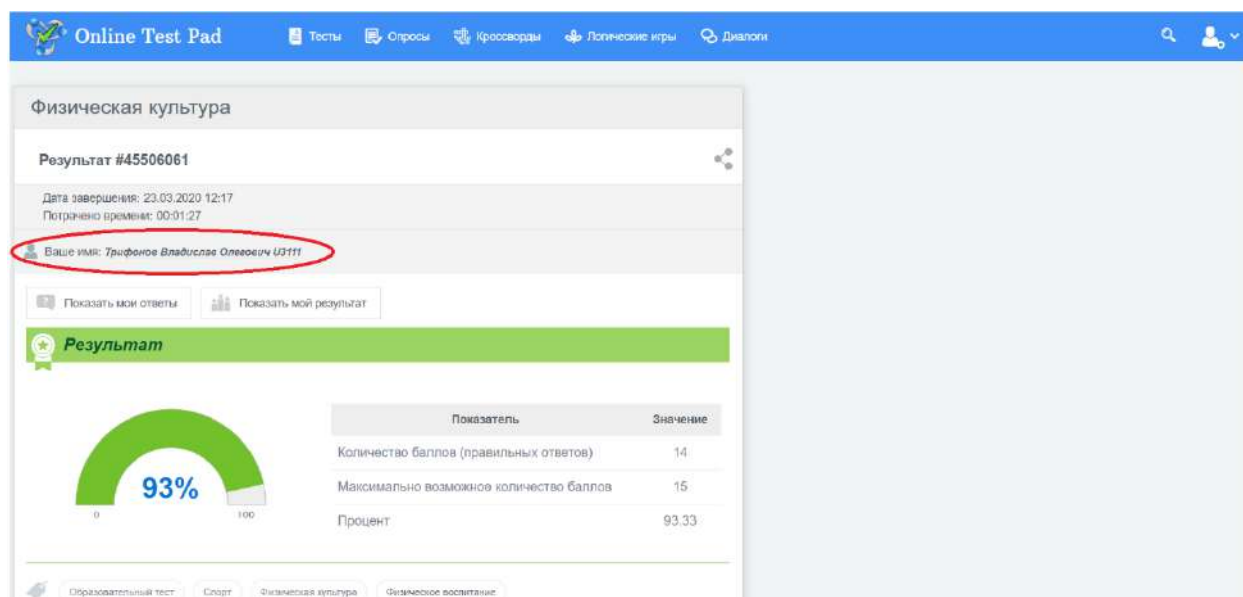 Online Test Pad Тесты Опросы Кроссворды Логические игры Диалоги
Физическая культура
Результат #45506061
Дата завершения: 23.03.2020 12:17
Потрачено времени: 00:01:27
Ваше имя: Трифонов Владислав Олегович U3111
Показать мои ответы Показать мой результат
Результат
Показатель Значение
Количество баллов (правильных ответов) 14
Максимально возможное количество баллов 15
Процент 93.33
93%
0 100
Образовательный тест Спорт Физическая культура Физическое воспитание